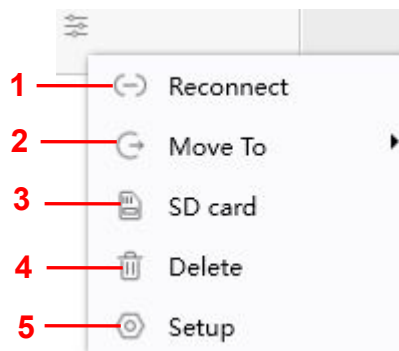 1 Reconnect
2 Move To
3 SD card
4 Delete
5 Setup